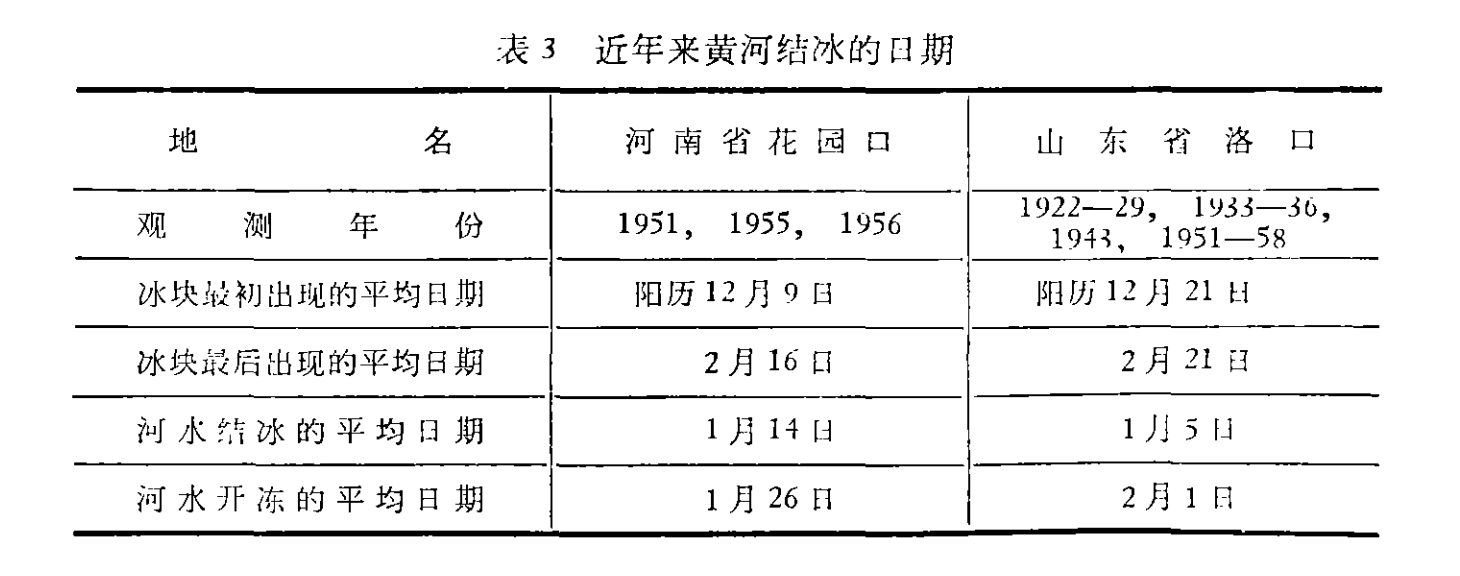 表 3 近年来黄河结冰的日期
地名 河南省花园口 山东省洛口
观测年份 1951, 1955, 1956 1922—29, 1933—36,
1943, 1951—58
冰块最初出现的平均日期 阳历 12 月 9 日 阳历 12 月 21 日
冰块最后出现的平均日期 2 月 16 日 2 月 21 日
河水结冰的平均日期 1 月 14 日 1 月 5 日
河水开冻的平均日期 1 月 26 日 2 月 1 日